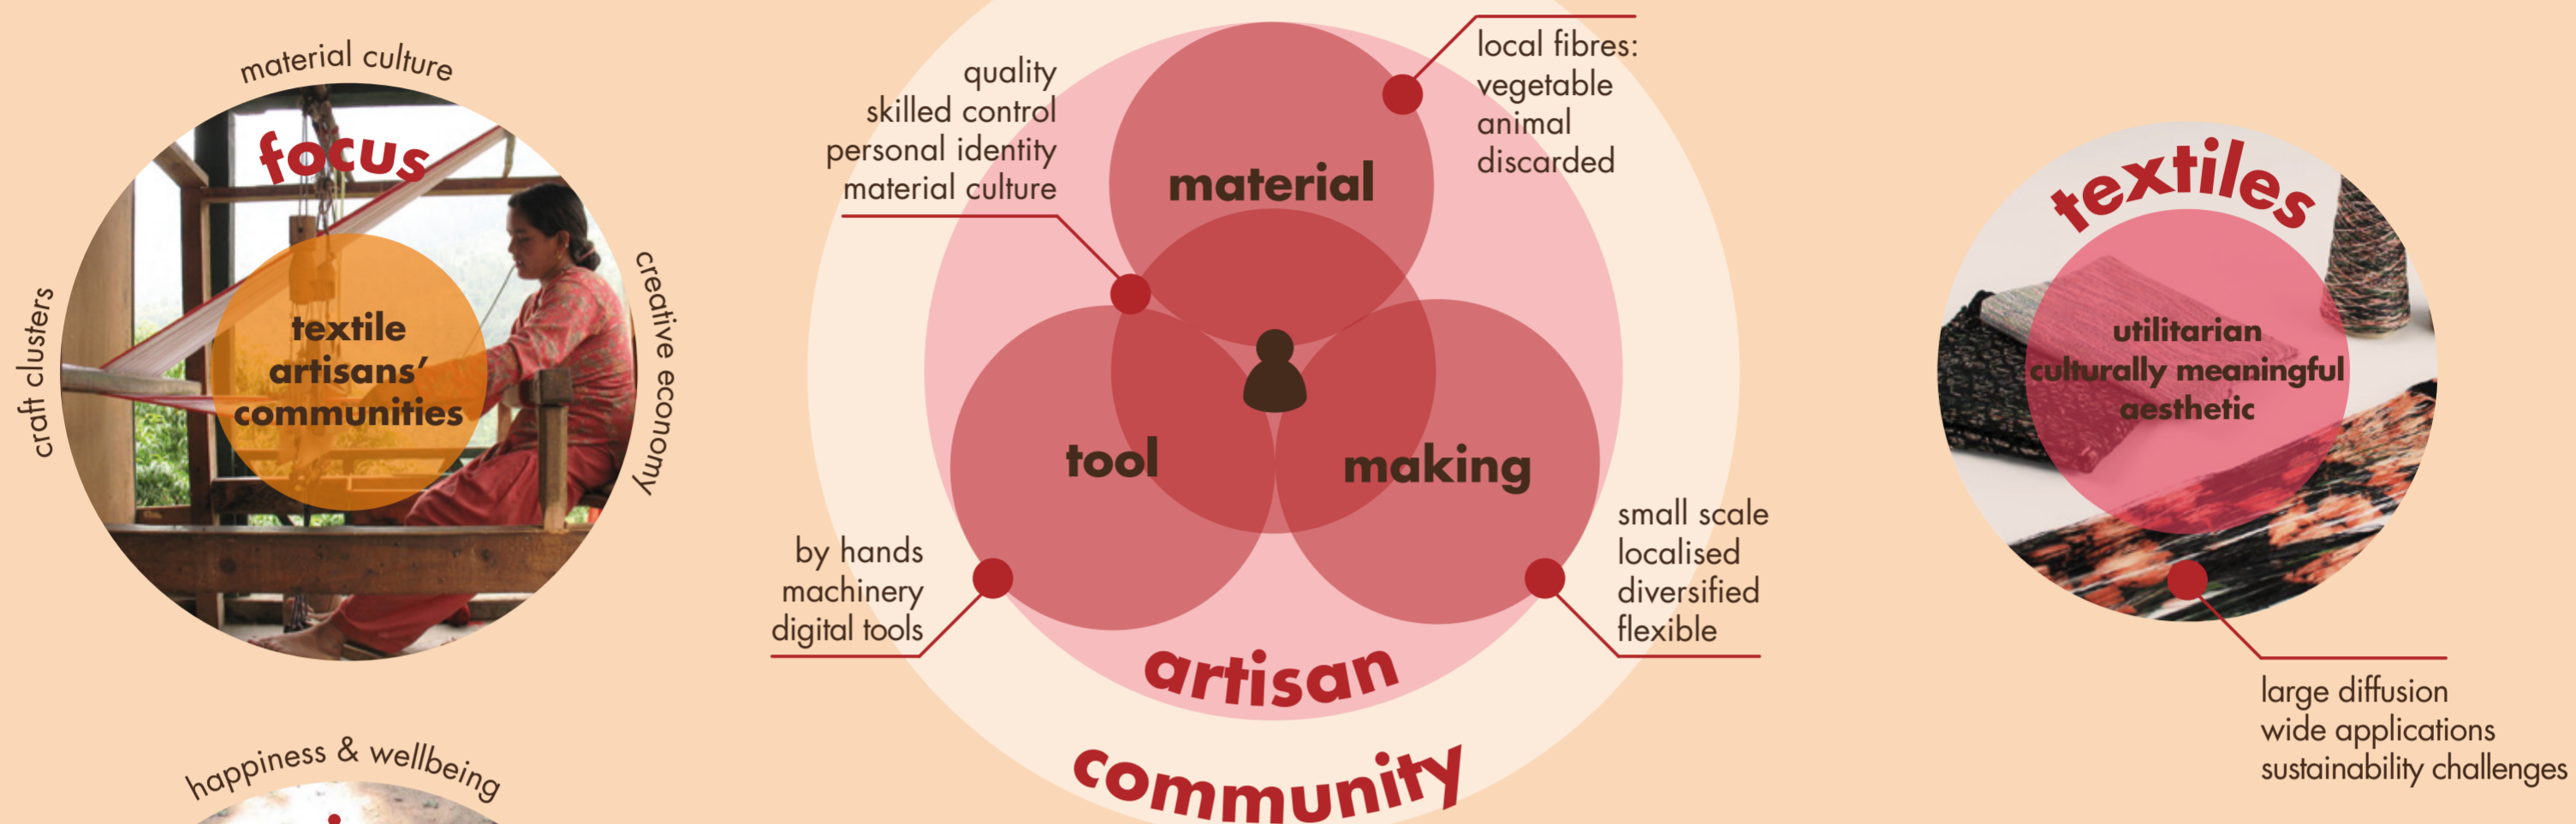 material culture
focus
craft clusters
creative economy
textile
artisans'
communities
happiness & wellbeing
quality
skilled control
personal identity
material culture
local fibres:
vegetable
animal
discarded
material
tool
making
by hands
machinery
digital tools
small scale
localised
diversified
flexible
artisan
community
textiles
utilitarian
culturally meaningful
aesthetic
large diffusion
wide applications
sustainability challenges